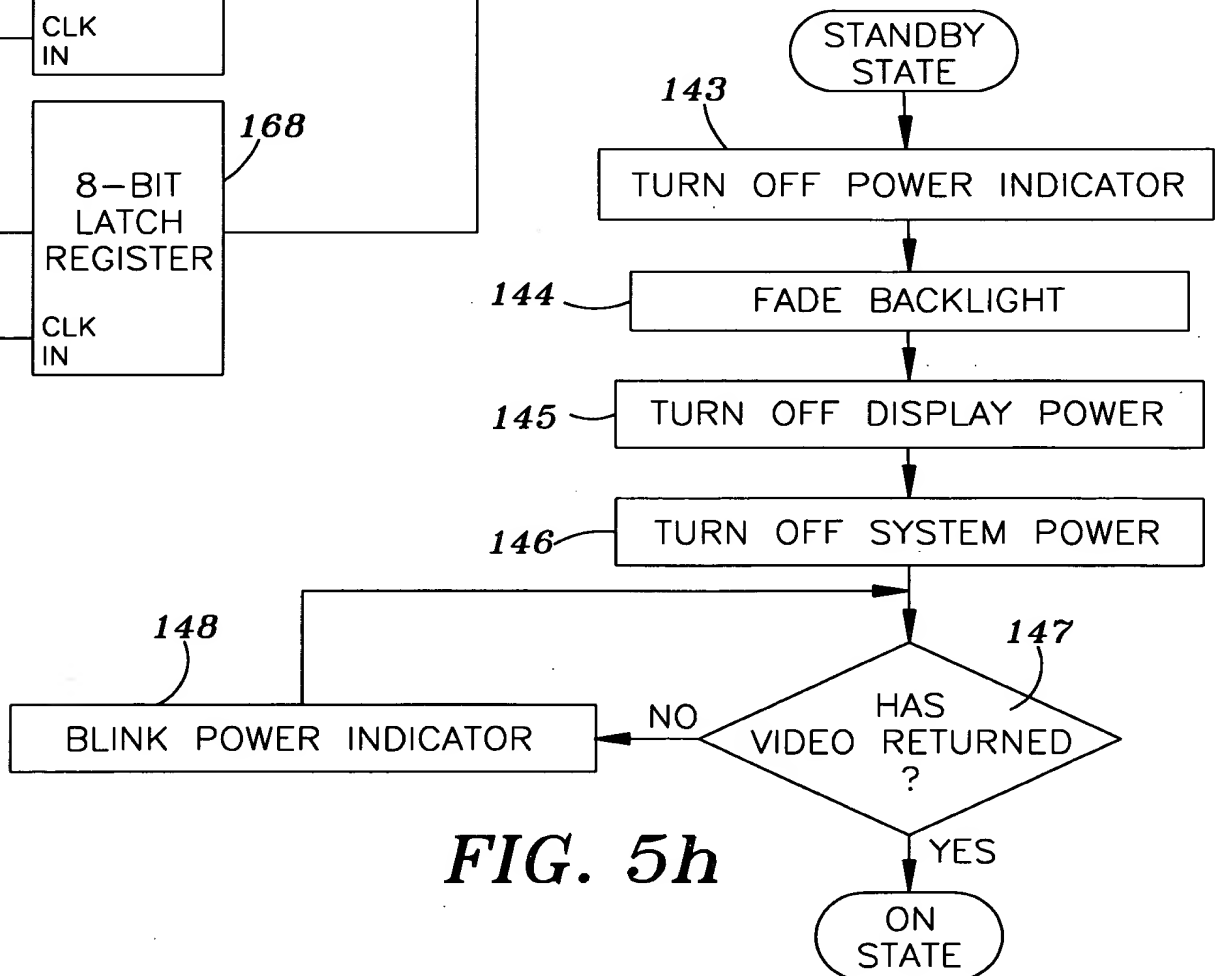 CLK
IN
168
8-BIT
LATCH
REGISTER
CLK
IN
STANDBY
STATE
143
TURN OFF POWER INDICATOR
144
FADE BACKLIGHT
145
TURN OFF DISPLAY POWER
146
TURN OFF SYSTEM POWER
148
BLINK POWER INDICATOR
147
HAS
VIDEO RETURNED
?
NO
YES
ON
STATE
FIG. 5h